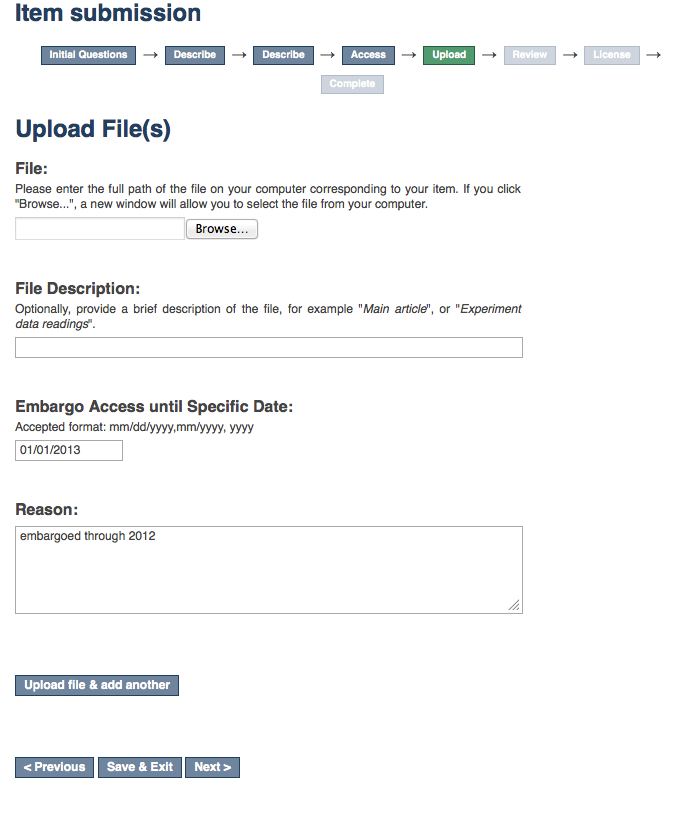 Item submission
Initial Questions → Describe → Describe → Access → Upload → Review → License →
Complete
Upload File(s)
File:
Please enter the full path of the file on your computer corresponding to your item. If you click
"Browse...", a new window will allow you to select the file from your computer.
Browse...
File Description:
Optionally, provide a brief description of the file, for example "Main article", or "Experiment
data readings".
Embargo Access until Specific Date:
Accepted format: mm/dd/yyyy,mm/yyyy, yyyy
01/01/2013
Reason:
embargoed through 2012
Upload file & add another
< Previous Save & Exit Next >